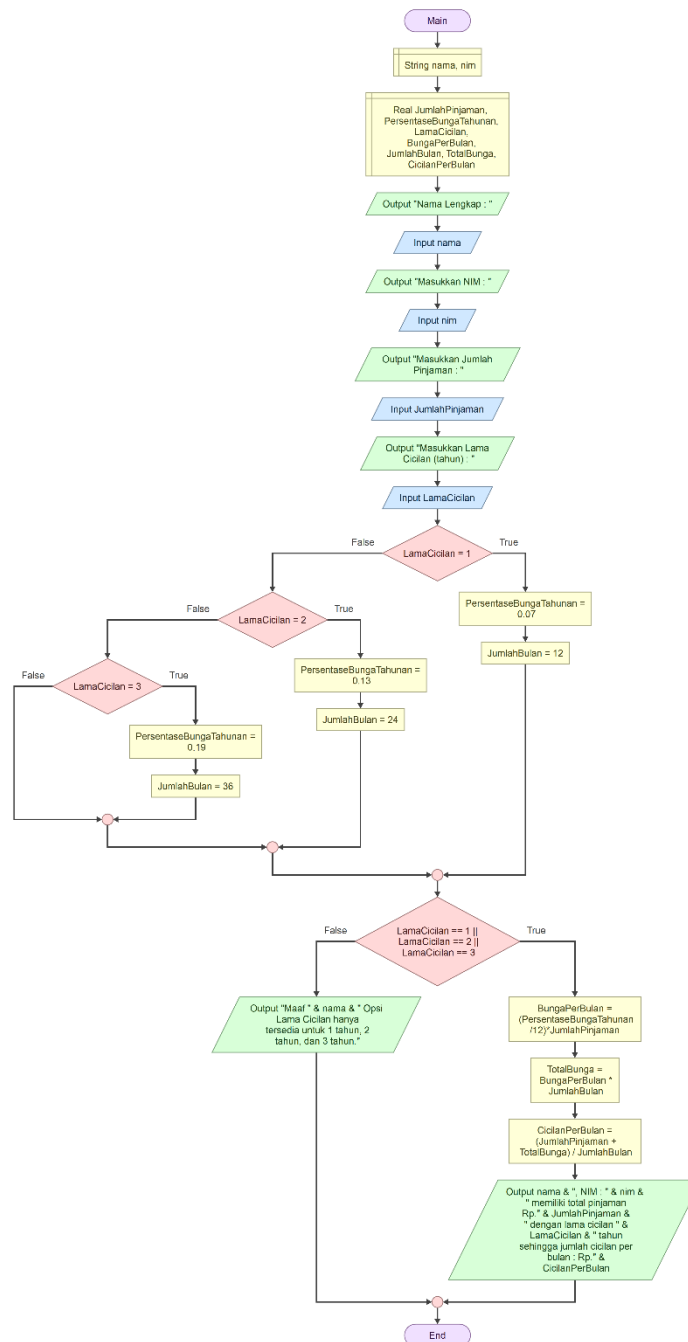 Main
String nama, nim
Real JumlahPinjaman,
PersentaseBungaTahunan,
LamaCicilan,
BungaPerBulan,
JumlahBulan, TotalBunga,
CicilanPerBulan
Output "Nama Lengkap : "
Input nama
Output "Masukkan NIM : "
Input nim
Output "Masukkan Jumlah
Pinjaman : "
Input JumlahPinjaman
Output "Masukkan Lama
Cicilan (tahun) : "
Input LamaCicilan
False
LamaCicilan = 1
True
False
LamaCicilan = 2
True
PersentaseBungaTahunan =
0.07
JumlahBulan = 12
False
LamaCicilan = 3
True
PersentaseBungaTahunan =
0.13
JumlahBulan = 24
PersentaseBungaTahunan =
0.19
JumlahBulan = 36
False
LamaCicilan == 1 ||
LamaCicilan == 2 ||
LamaCicilan == 3
True
Output "Maaf " & nama & " Opsi
Lama Cicilan hanya
tersedia untuk 1 tahun, 2
tahun, dan 3 tahun."
BungaPerBulan =
(PersentaseBungaTahunan
/12)*JumlahPinjaman
TotalBunga =
BungaPerBulan *
JumlahBulan
CicilanPerBulan =
(JumlahPinjaman +
TotalBunga) / JumlahBulan
Output nama & ", NIM : " & nim &
" memiliki total pinjaman
Rp." & JumlahPinjaman &
" dengan lama cicilan " &
LamaCicilan & " tahun
sehingga jumlah cicilan per
bulan : Rp." &
CicilanPerBulan
End